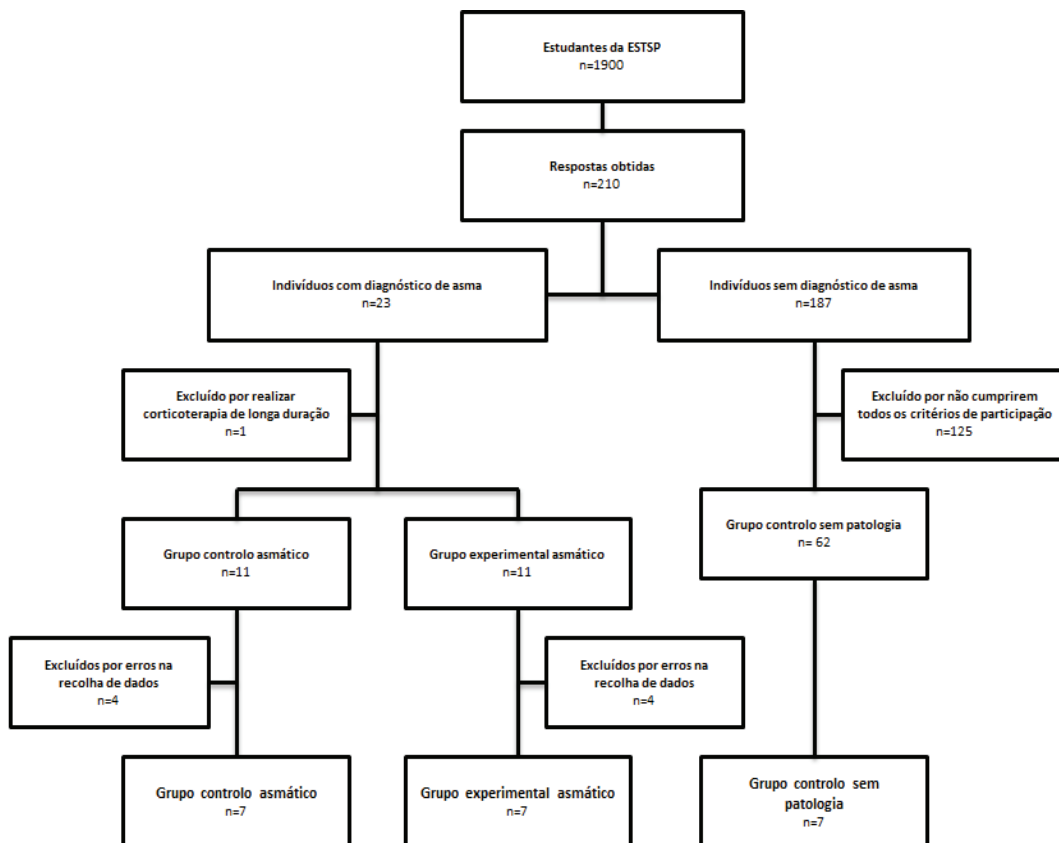 Estudantes da ESTSP
n=1900
Respostas obtidas
n=210
Indivíduos com diagnóstico de asma
n=23
Indivíduos sem diagnóstico de asma
n=187
Excluído por realizar
corticoterapia de longa duração
n=1
Excluído por não cumprirem
todos os critérios de participação
n=125
Grupo controlo asmático
n=11
Grupo experimental asmático
n=11
Grupo controlo sem patologia
n= 62
Excluídos por erros na
recolha de dados
n=4
Excluídos por erros na
recolha de dados
n=4
Grupo controlo asmático
n=7
Grupo experimental asmático
n=7
Grupo controlo sem
patologia
n=7